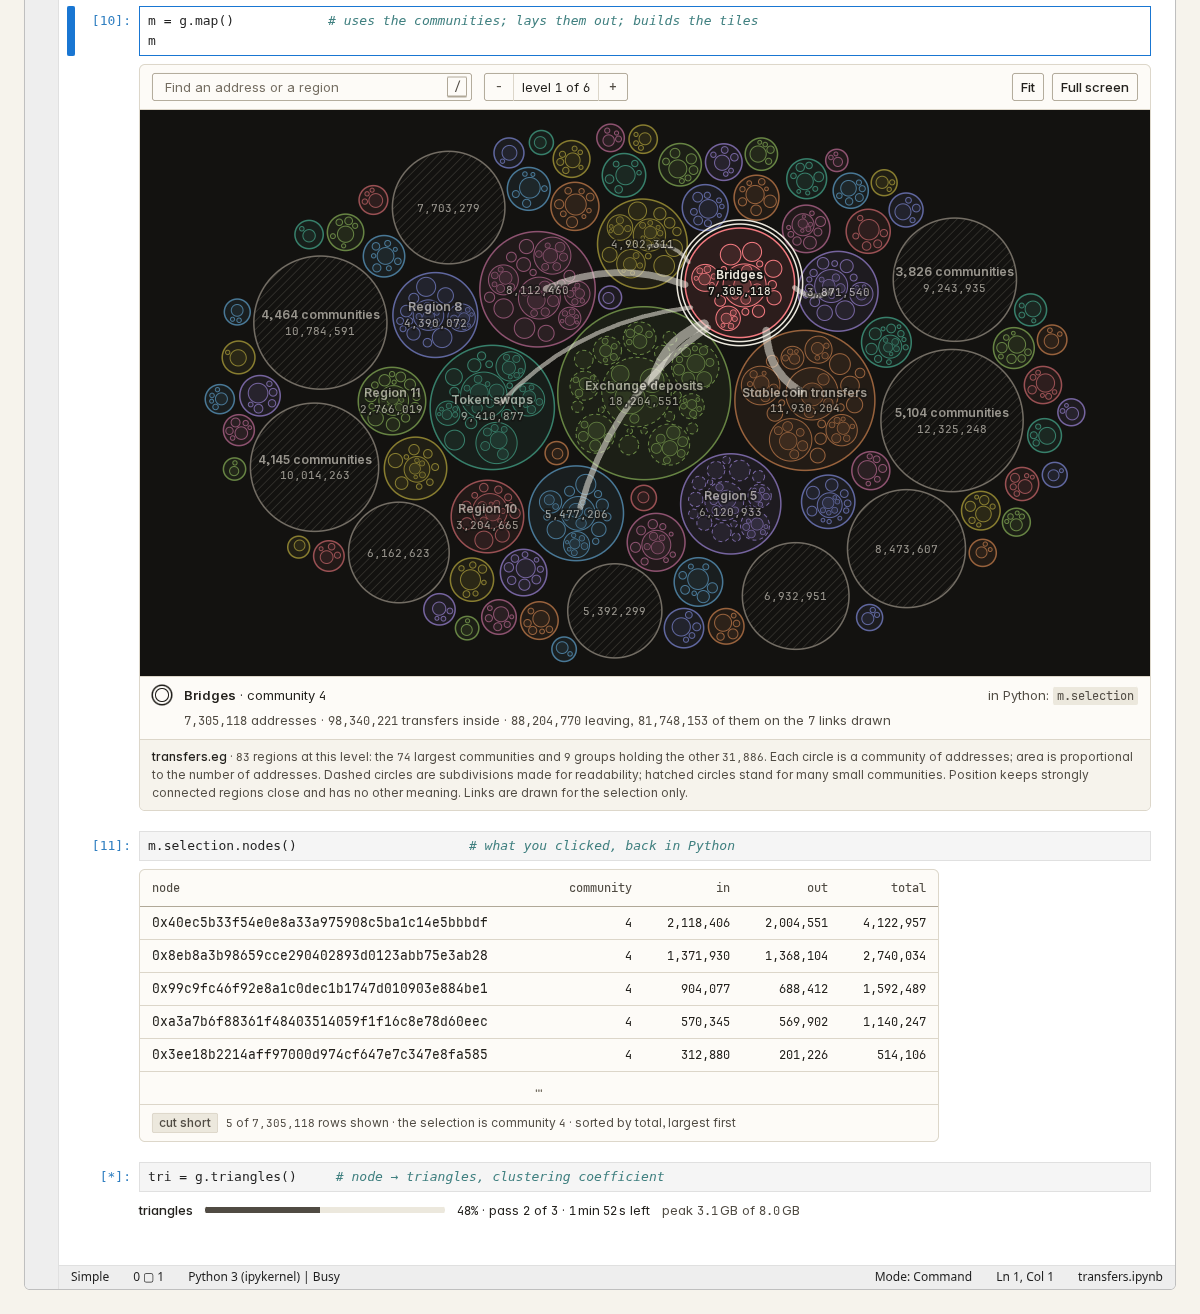 [10]: m = g.map() # uses the communities; lays them out; builds the tiles
m
Find an address or a region /
- level 1 of 6 +
Fit
Full screen
7,703,279
4,902,311
Bridges
7,305,118
8,112,460
3,871,540
3,826 communities
9,243,935
4,464 communities
10,784,591
Region 8
4,390,072
Region 11
2,766,019
Token swaps
9,410,877
Exchange deposits
18,204,551
Stablecoin transfers
11,930,204
5,104 communities
12,325,248
4,145 communities
10,014,263
Region 10
3,204,665
5,477,206
Region 5
6,120,933
6,162,623
8,473,607
5,392,299
6,932,951
Bridges · community 4
in Python: m.selection
7,305,118 addresses · 98,340,221 transfers inside · 88,204,770 leaving, 81,748,153 of them on the 7 links drawn
transfers.eg · 83 regions at this level: the 74 largest communities and 9 groups holding the other 31,886. Each circle is a community of addresses; area is proportional
to the number of addresses. Dashed circles are subdivisions made for readability; hatched circles stand for many small communities. Position keeps strongly
connected regions close and has no other meaning. Links are drawn for the selection only.
[11]: m.selection.nodes() # what you clicked, back in Python
node community in out total
0x40ec5b33f54e0e8a33a975908c5ba1c14e5bbbdf 4 2,118,406 2,004,551 4,122,957
0x8eb8a3b98659cce290402893d0123abb75e3ab28 4 1,371,930 1,368,104 2,740,034
0x99c9fc46f92e8a1c0dec1b1747d010903e884be1 4 904,077 688,412 1,592,489
0xa3a7b6f88361f48403514059f1f16c8e78d60eec 4 570,345 569,902 1,140,247
0x3ee18b2214aff97000d974cf647e7c347e8fa585 4 312,880 201,226 514,106
…
cut short 5 of 7,305,118 rows shown · the selection is community 4 · sorted by total, largest first
[*]: tri = g.triangles() # node → triangles, clustering coefficient
triangles 48% · pass 2 of 3 · 1 min 52 s left peak 3.1 GB of 8.0 GB
Simple 0 1 Python 3 (ipykernel) | Busy Mode: Command Ln 1, Col 1 transfers.ipynb